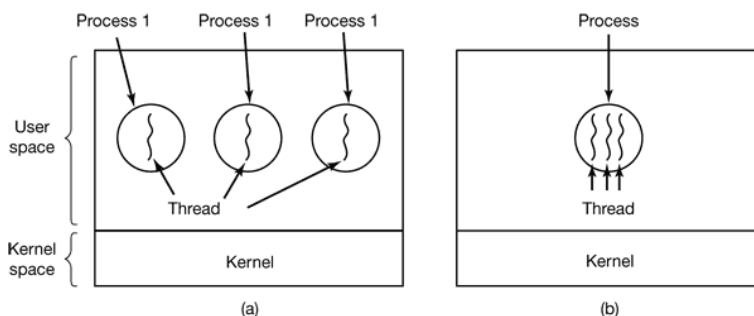 Process 1 Process 1 Process 1 Process
User
space
Thread Thread
Kernel
space
Kernel Kernel
(a) (b)